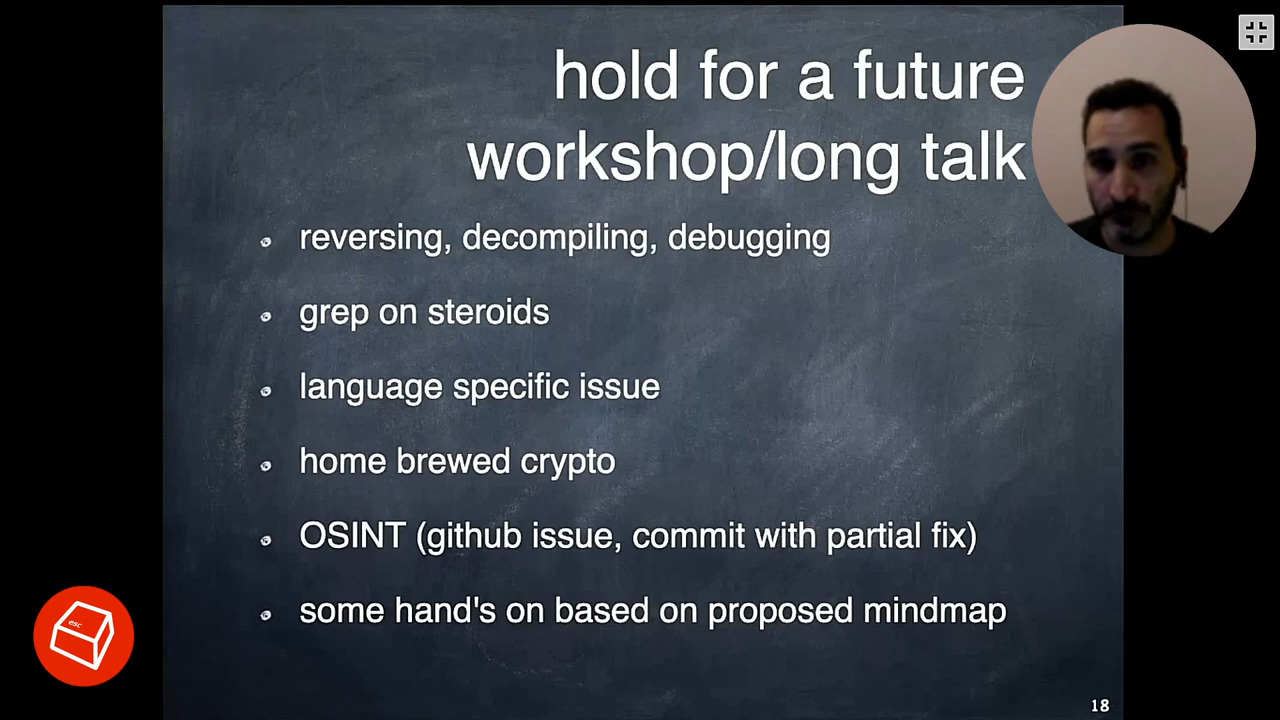 hold for a future
workshop/long talk
reversing, decompiling, debugging
grep on steroids
language specific issue
home brewed crypto
OSINT (github issue, commit with partial fix)
some hand's on based on proposed mindmap
esc
18